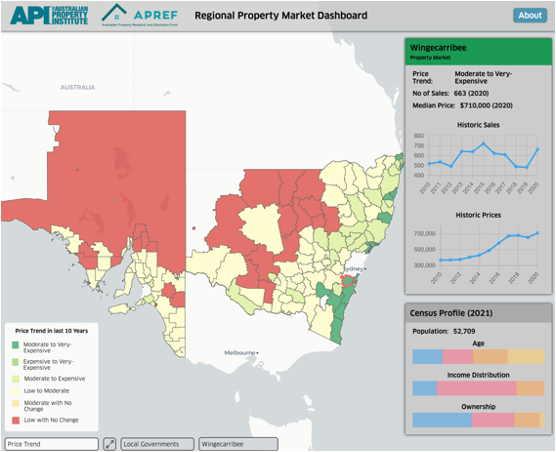 API AUSTRALIAN
PROPERTY
INSTITUTE
APREF
Australian Property Research and Education Fund
Regional Property Market Dashboard
About
AUSTRALIA
Sydney
Melbourne
Price Trend in last 10 Years
Moderate to Very-
Expensive
Expensive to Very-
Expensive
Moderate to Expensive
Low to Moderate
Moderate with No
Change
Low with No Change
Price Trend
Local Governments
Wingecarribee
Wingecarribee
Property Market
Price Trend: Moderate to Very-Expensive
No of Sales: 663 (2020)
Median Price: $710,000 (2020)
Historic Sales
800
700
600
500
400
2010 2011 2012 2013 2014 2015 2016 2017 2018 2019 2020
Historic Prices
700,000
500,000
300,000
2010 2012 2014 2016 2018 2020
Census Profile (2021)
Population: 52,709
Age
Income Distribution
Ownership